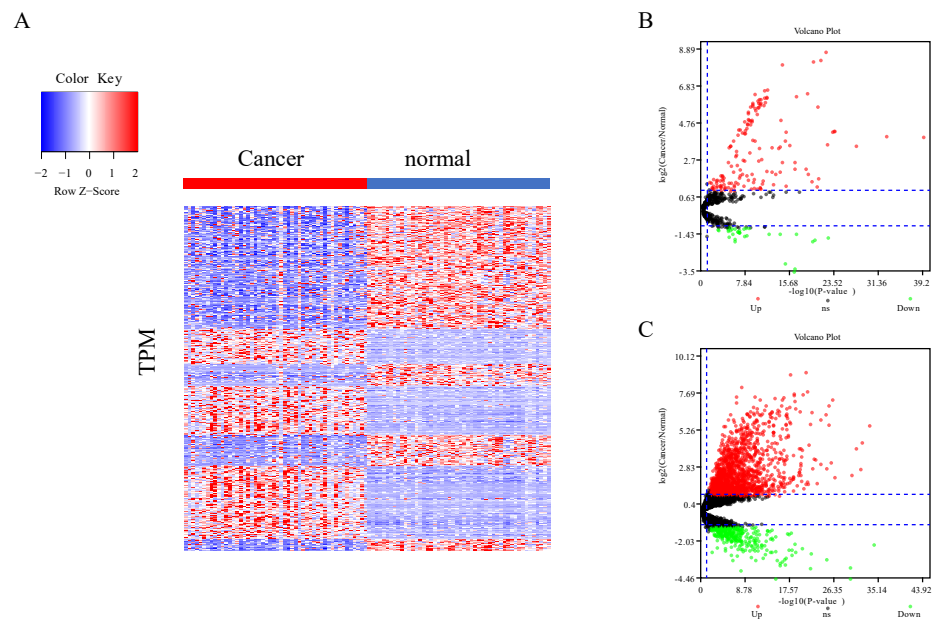 A
Color Key
−2 −1 0 1 2
Row Z−Score
Cancer normal
TPM
B
Volcano Plot
log2(Cancer/Normal)
8.89
6.83
4.76
2.7
0.63
-1.43
-3.5
0 7.84 15.68 23.52 31.36 39.2
-log10(P-value )
Up ns Down
C
Volcano Plot
log2(Cancer/Normal)
10.12
7.69
5.26
2.83
0.4
-2.03
-4.46
0 8.78 17.57 26.35 35.14 43.92
-log10(P-value )
Up ns Down